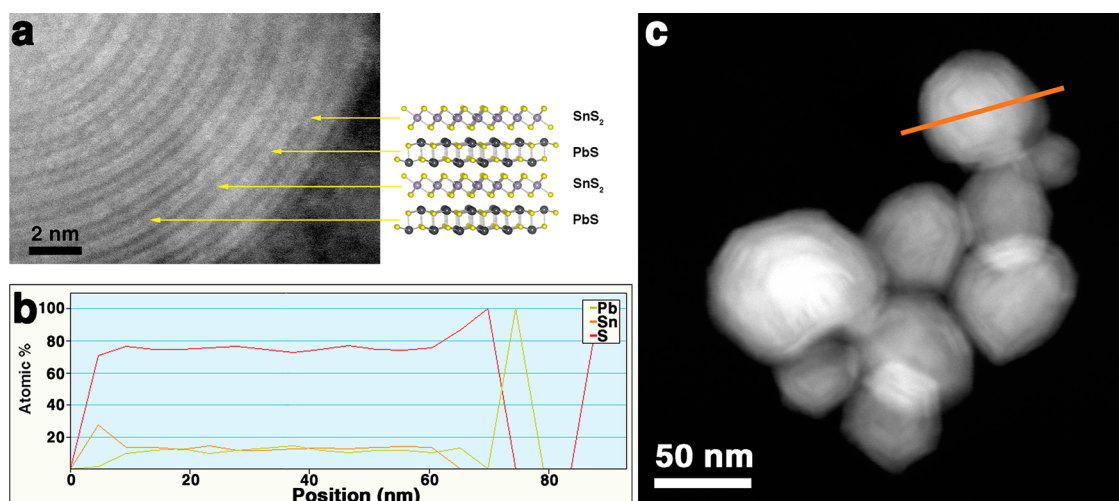 a
2 nm
SnS₂
PbS
SnS₂
PbS
b
100
80
60
40
20
0
Atomic %
Pb
Sn
S
0
20
40
60
80
Position (nm)
c
50 nm